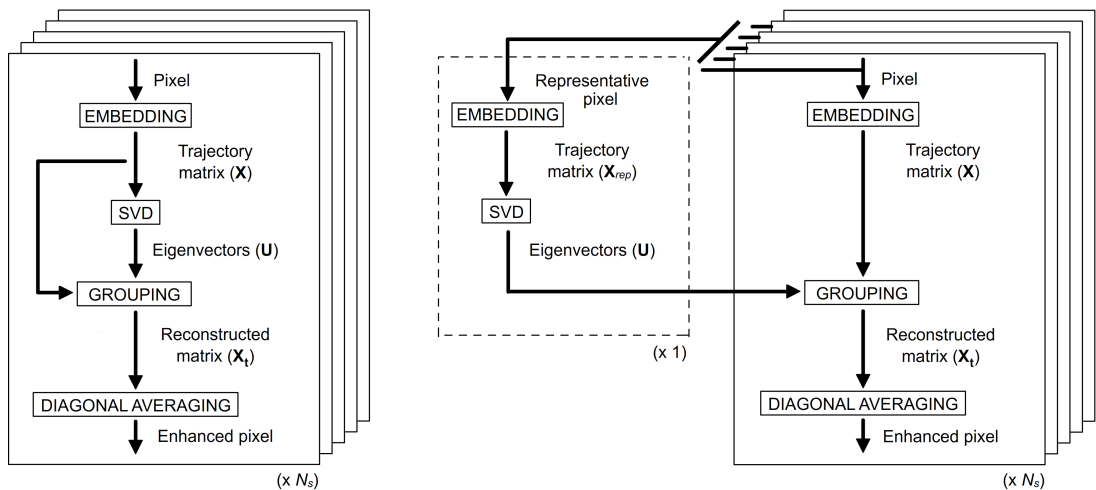 Pixel
EMBEDDING
Trajectory
matrix (X)
SVD
Eigenvectors (U)
GROUPING
Reconstructed
matrix (Xt)
DIAGONAL AVERAGING
Enhanced pixel
(x Ns)
Representative
pixel
EMBEDDING
Trajectory
matrix (Xrep)
SVD
Eigenvectors (U)
(x 1)
Pixel
EMBEDDING
Trajectory
matrix (X)
GROUPING
Reconstructed
matrix (Xt)
DIAGONAL AVERAGING
Enhanced pixel
(x Ns)